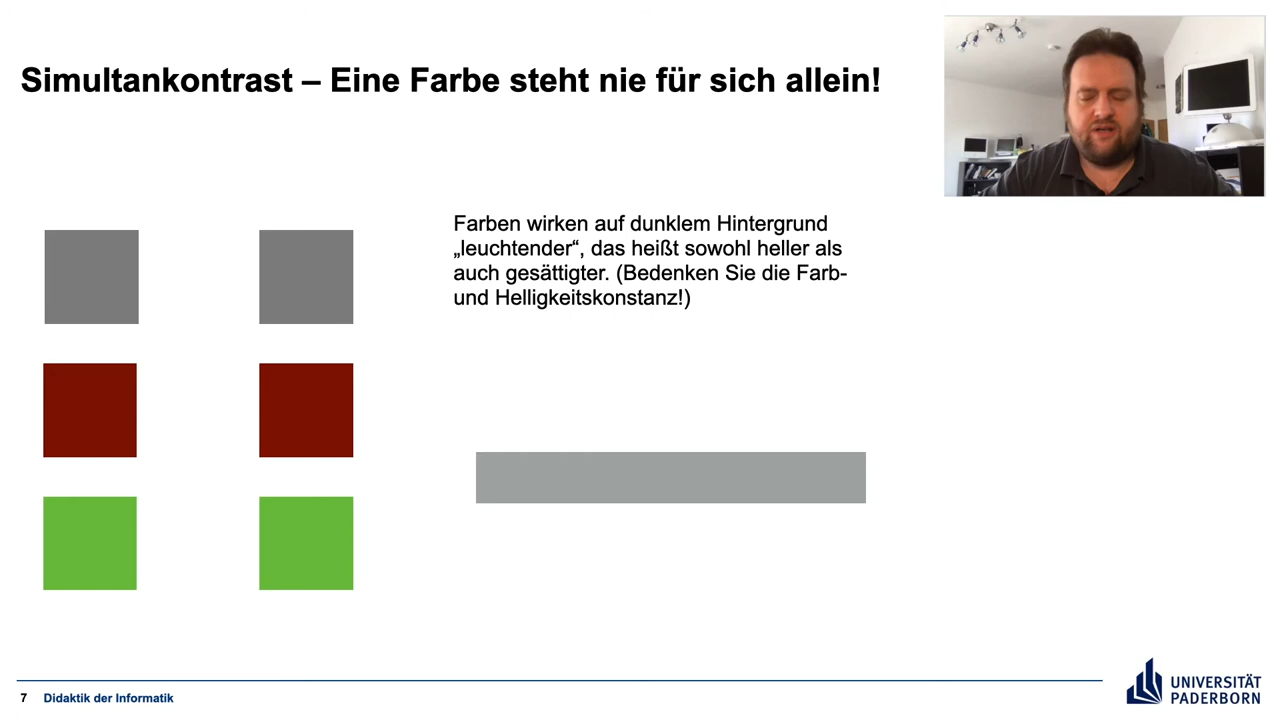 Simultankontrast – Eine Farbe steht nie für sich allein!
Farben wirken auf dunklem Hintergrund
„leuchtender“, das heißt sowohl heller als
auch gesättigter. (Bedenken Sie die Farb-
und Helligkeitskonstanz!)
7 Didaktik der Informatik
UNIVERSITÄT
PADERBORN